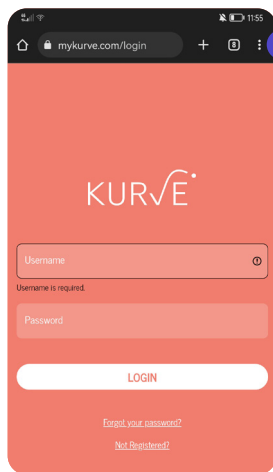 11:55
mykurve.com/login
8
KURVE
Username
Username is required.
Password
LOGIN
Forgot your password?
Not Registered?